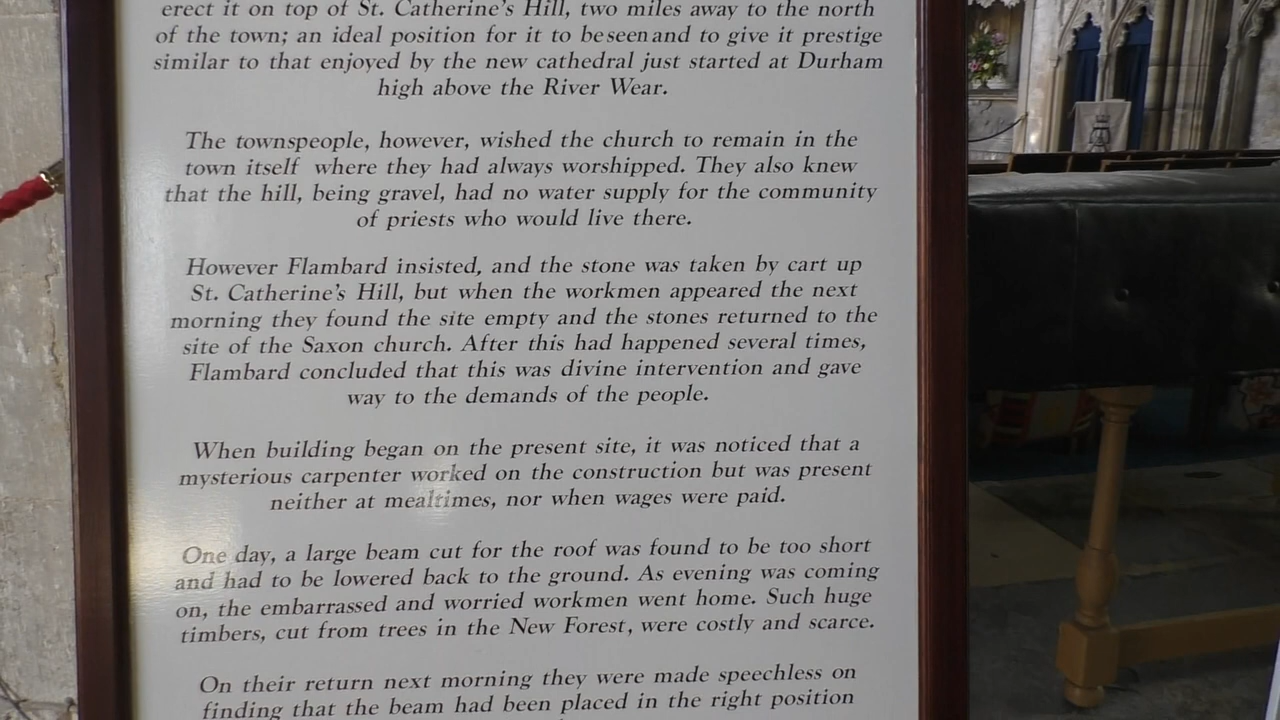 erect it on top of St. Catherine's Hill, two miles away to the north
of the town; an ideal position for it to be seen and to give it prestige
similar to that enjoyed by the new cathedral just started at Durham
high above the River Wear.
The townspeople, however, wished the church to remain in the
town itself where they had always worshipped. They also knew
that the hill, being gravel, had no water supply for the community
of priests who would live there.
However Flambard insisted, and the stone was taken by cart up
St. Catherine's Hill, but when the workmen appeared the next
morning they found the site empty and the stones returned to the
site of the Saxon church. After this had happened several times,
Flambard concluded that this was divine intervention and gave
way to the demands of the people.
When building began on the present site, it was noticed that a
mysterious carpenter worked on the construction but was present
neither at mealtimes, nor when wages were paid.
One day, a large beam cut for the roof was found to be too short
and had to be lowered back to the ground. As evening was coming
on, the embarrassed and worried workmen went home. Such huge
timbers, cut from trees in the New Forest, were costly and scarce.
On their return next morning they were made speechless on
finding that the beam had been placed in the right position